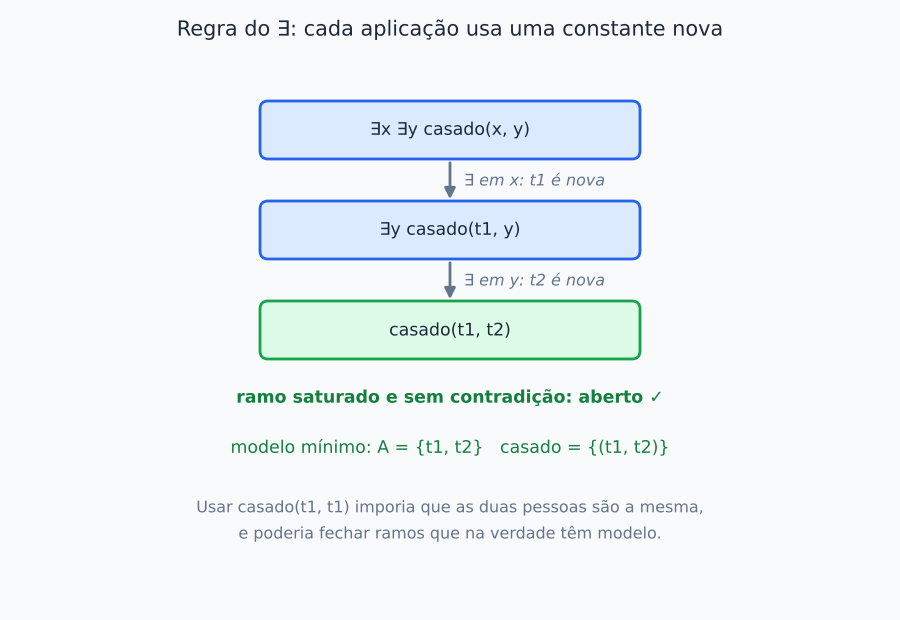 Regra do ∃: cada aplicação usa uma constante nova
∃x ∃y casado(x, y)
∃ em x: t1 é nova
∃y casado(t1, y)
∃ em y: t2 é nova
casado(t1, t2)
ramo saturado e sem contradição: aberto ✓
modelo mínimo: A = {t1, t2}   casado = {(t1, t2)}
Usar casado(t1, t1) imporia que as duas pessoas são a mesma,
e poderia fechar ramos que na verdade têm modelo.